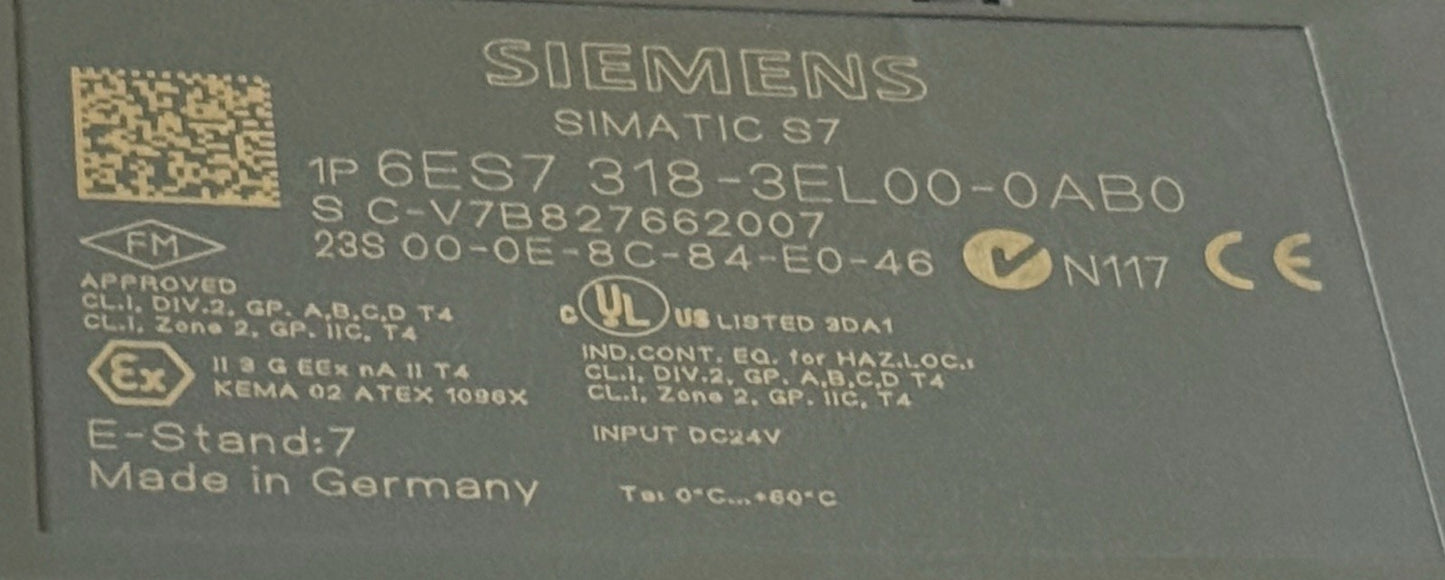 SIEMENS
SIMATIC S7
1P 6ES7 318-3EL00-0AB0
S C-V7B827662007
23S 00-0E-8C-84-E0-46
N117
CE
FM
APPROVED
CL.I, DIV.2, GP. A,B,C,D T4
CL.I, Zone 2, GP. IIC, T4
C UL US LISTED 3DA1
IND.CONT. EQ. for HAZ.LOC.:
CL.I, DIV.2, GP. A,B,C,D T4
CL.I, Zone 2, GP. IIC, T4
Ex II 3 G EEx nA II T4
KEMA 02 ATEX 1096X
E-Stand:7
INPUT DC24V
Made in Germany
Ta: 0°C...+60°C